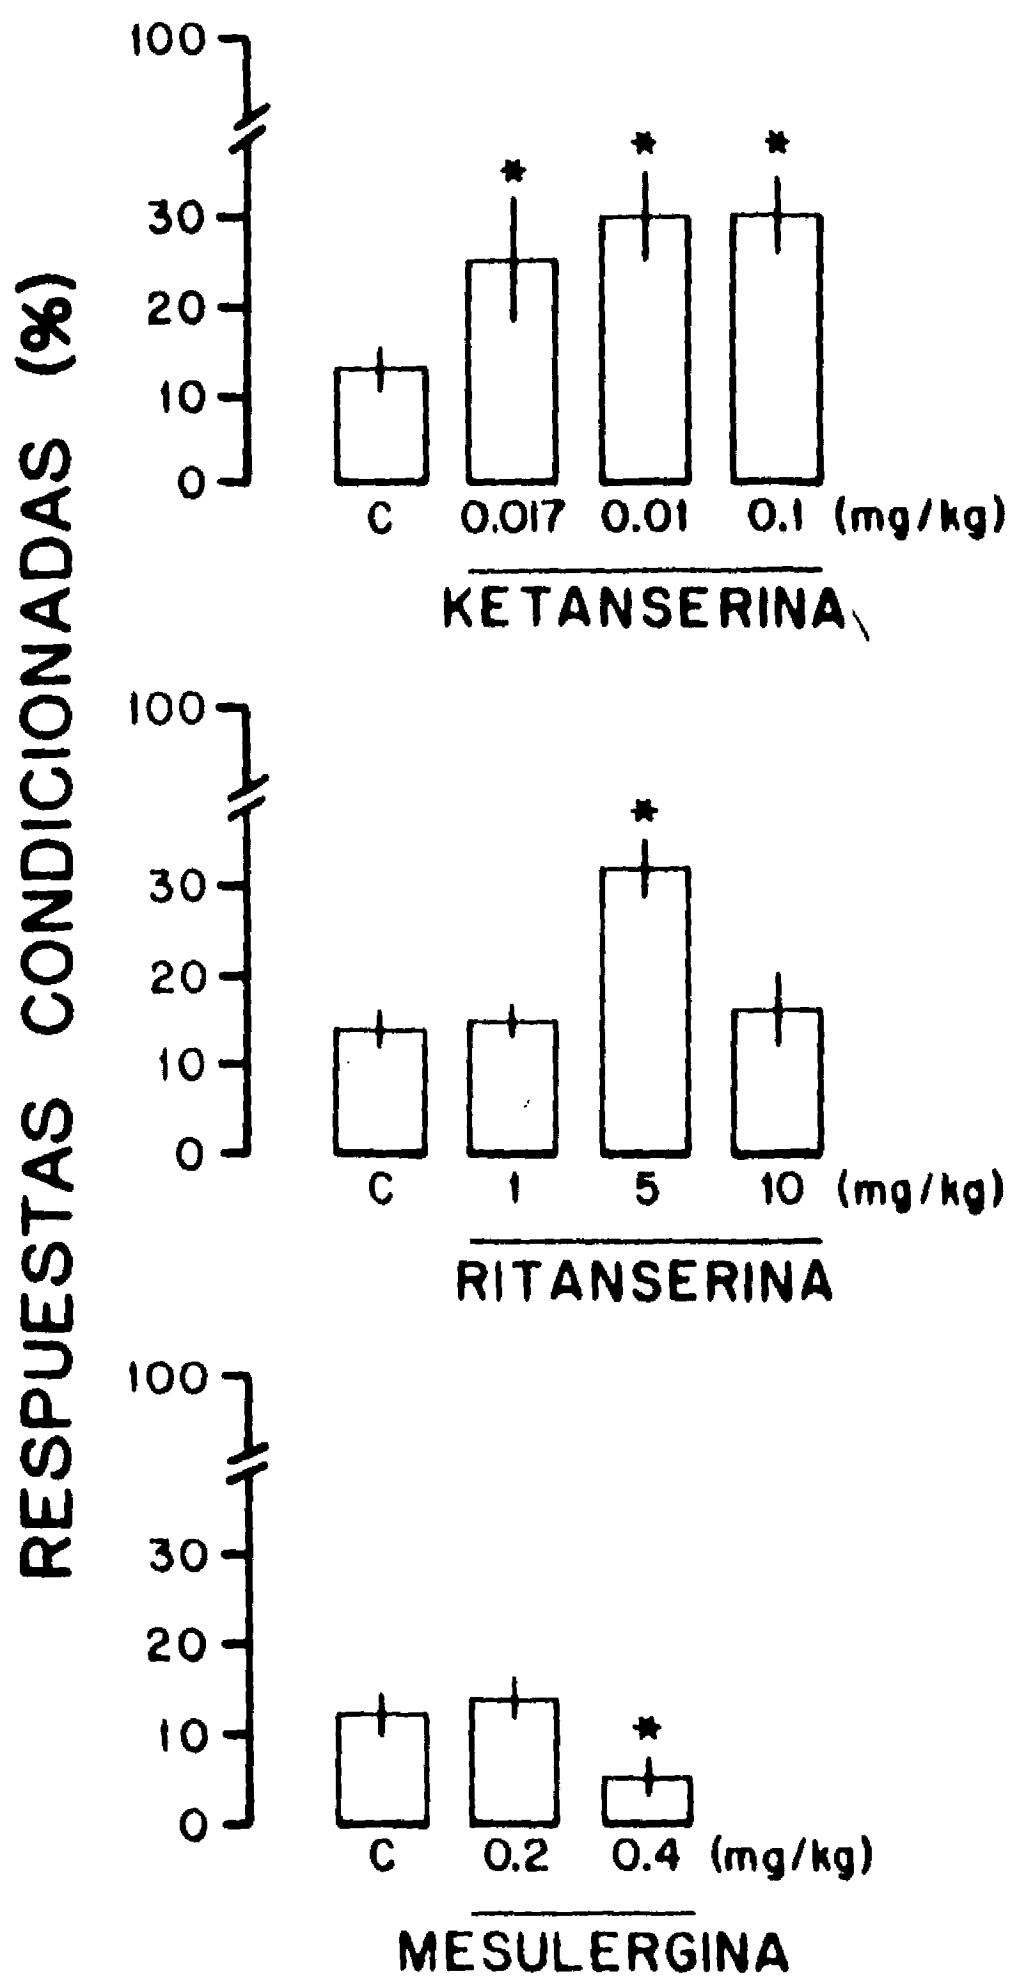 RESPUESTAS CONDICIONADAS (%)
100
30
20
10
0
*
*
*
C 0.017 0.01 0.1 (mg/kg)
KETANSERINA
100
30
20
10
0
*
C 1 5 10 (mg/kg)
RITANSERINA
100
30
20
10
0
*
C 0.2 0.4 (mg/kg)
MESULERGINA